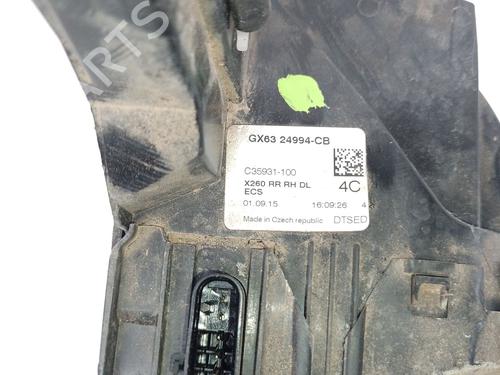 B-PARTS
GX63 24994-CB
C35931-100
X260 RR RH DL
4C
ECS
01.09.15 16:09:26 4
Made in Czech republic DTSED